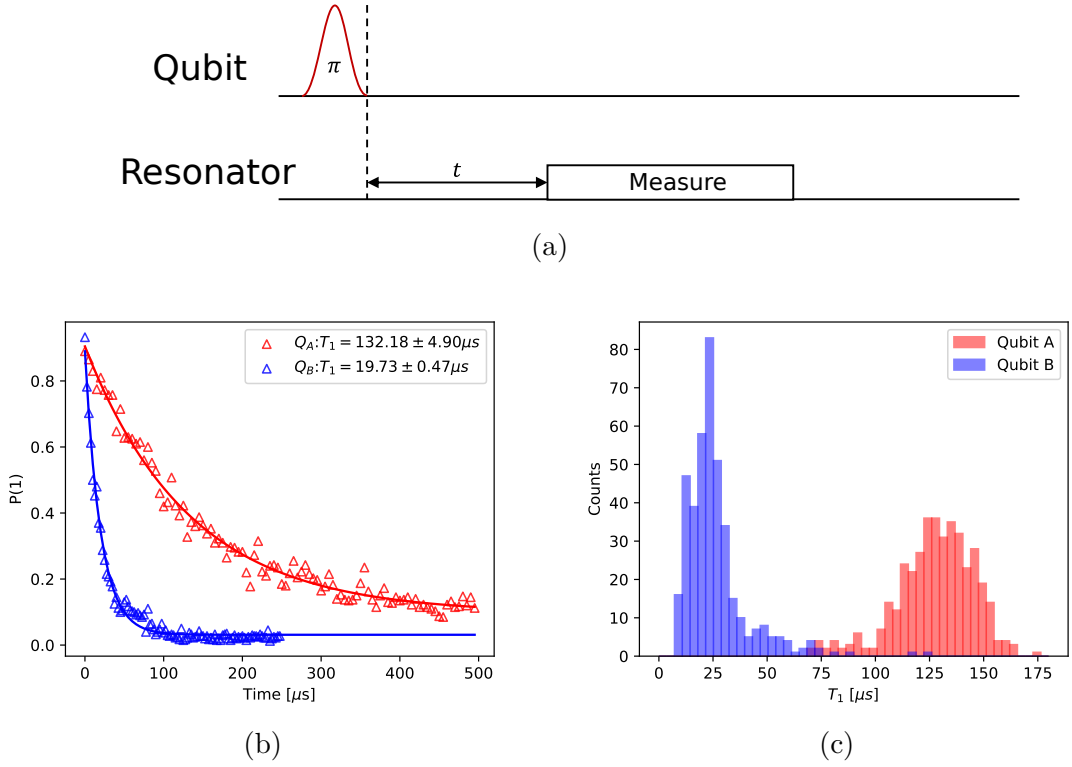 Qubit
π
Resonator
t
Measure
(a)
Q_A:T_1 = 132.18 ± 4.90μs
Q_B:T_1 = 19.73 ± 0.47μs
P(1)
0.8
0.6
0.4
0.2
0.0
0 100 200 300 400 500
Time [μs]
(b)
Qubit A
Qubit B
Counts
80
70
60
50
40
30
20
10
0
0 25 50 75 100 125 150 175
T_1 [μs]
(c)